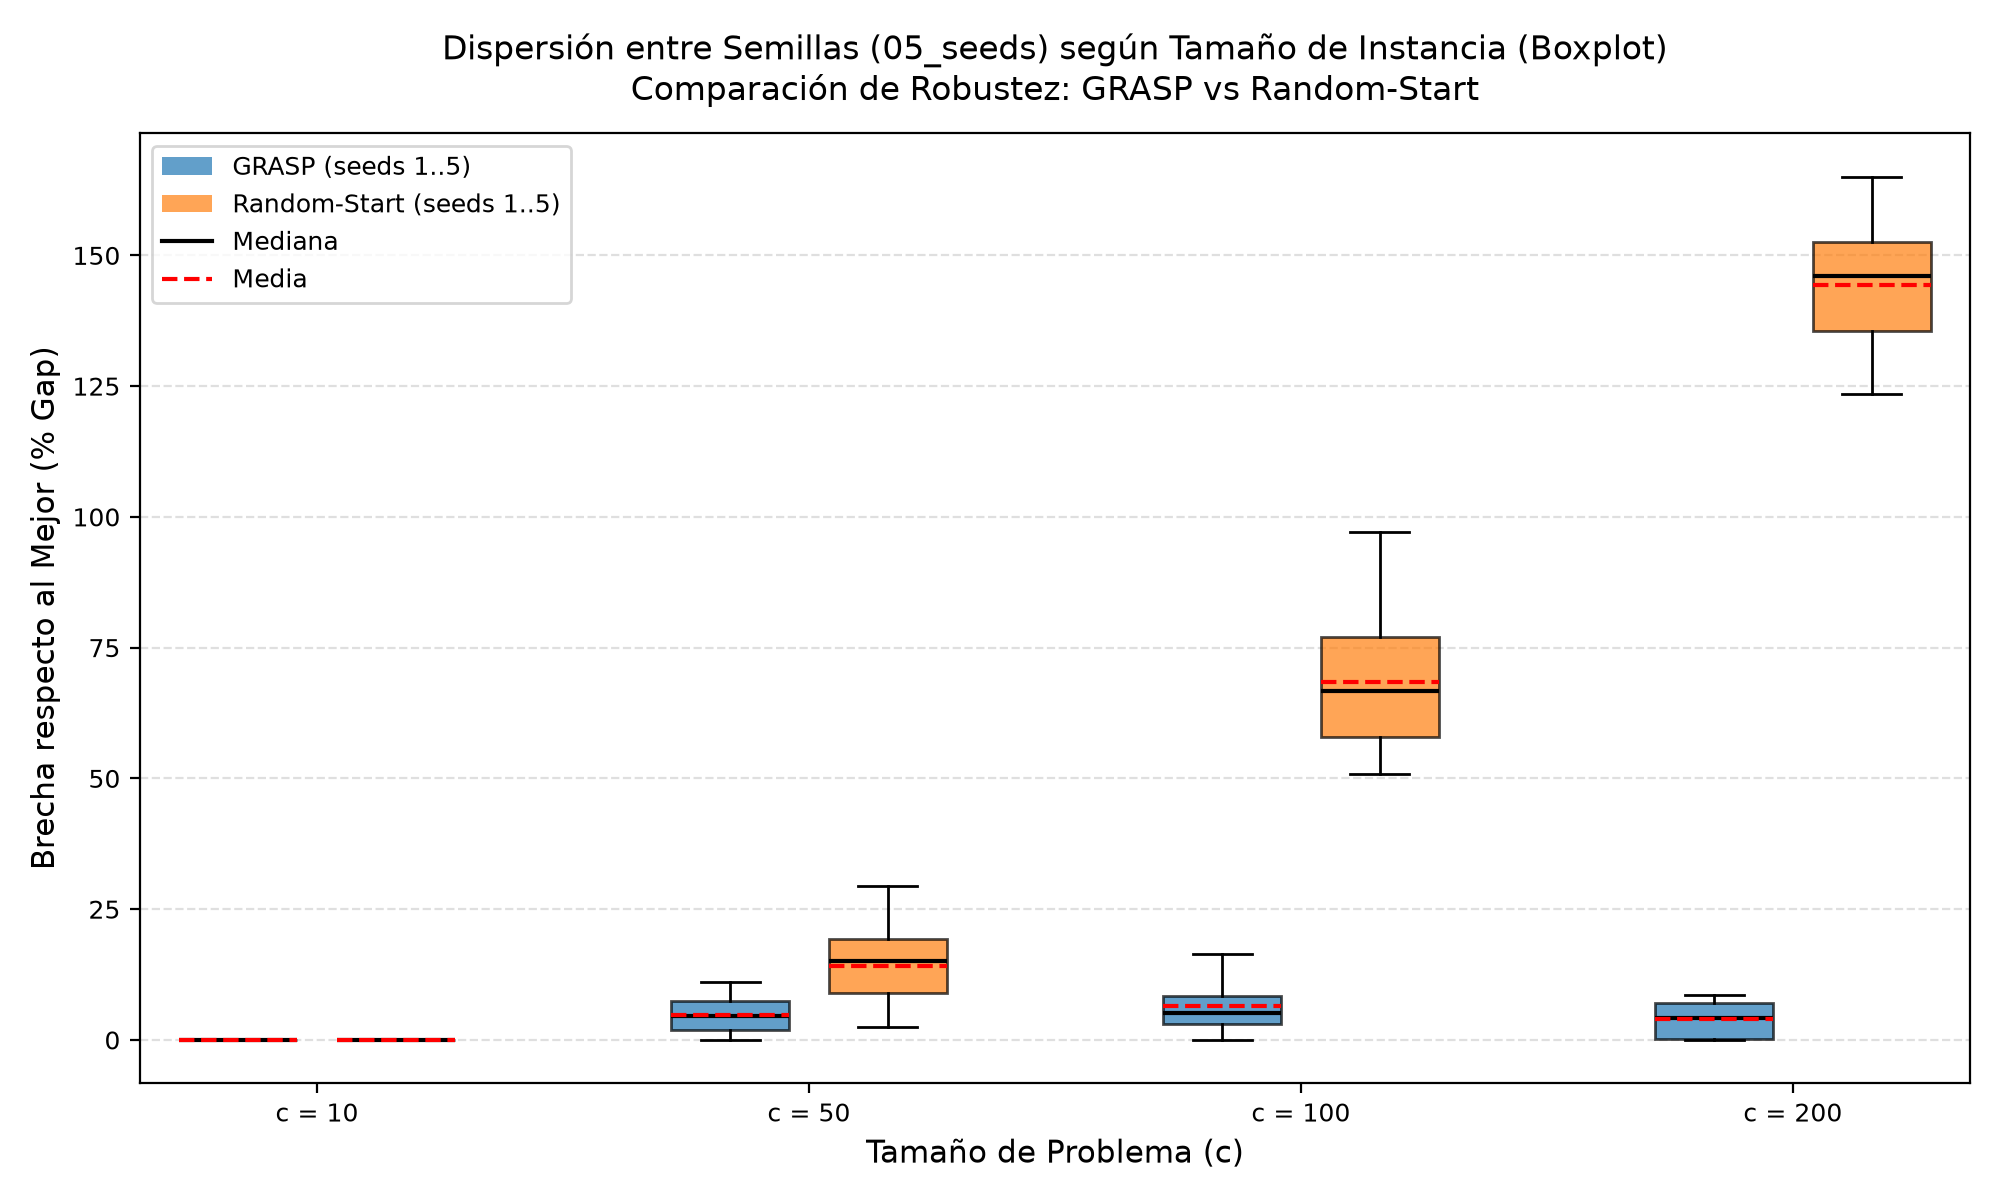 Dispersión entre Semillas (05_seeds) según Tamaño de Instancia (Boxplot)
Comparación de Robustez: GRASP vs Random-Start
GRASP (seeds 1..5)
Random-Start (seeds 1..5)
Mediana
Media
Brecha respecto al Mejor (% Gap)
150
125
100
75
50
25
0
c = 10
c = 50
c = 100
c = 200
Tamaño de Problema (c)